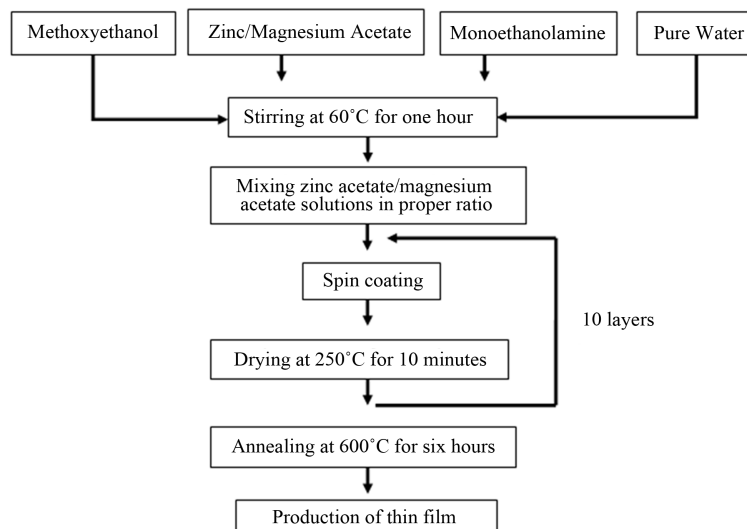 Methoxyethanol
Zinc/Magnesium Acetate
Monoethanolamine
Pure Water
Stirring at 60˚C for one hour
Mixing zinc acetate/magnesium
acetate solutions in proper ratio
Spin coating
10 layers
Drying at 250˚C for 10 minutes
Annealing at 600˚C for six hours
Production of thin film